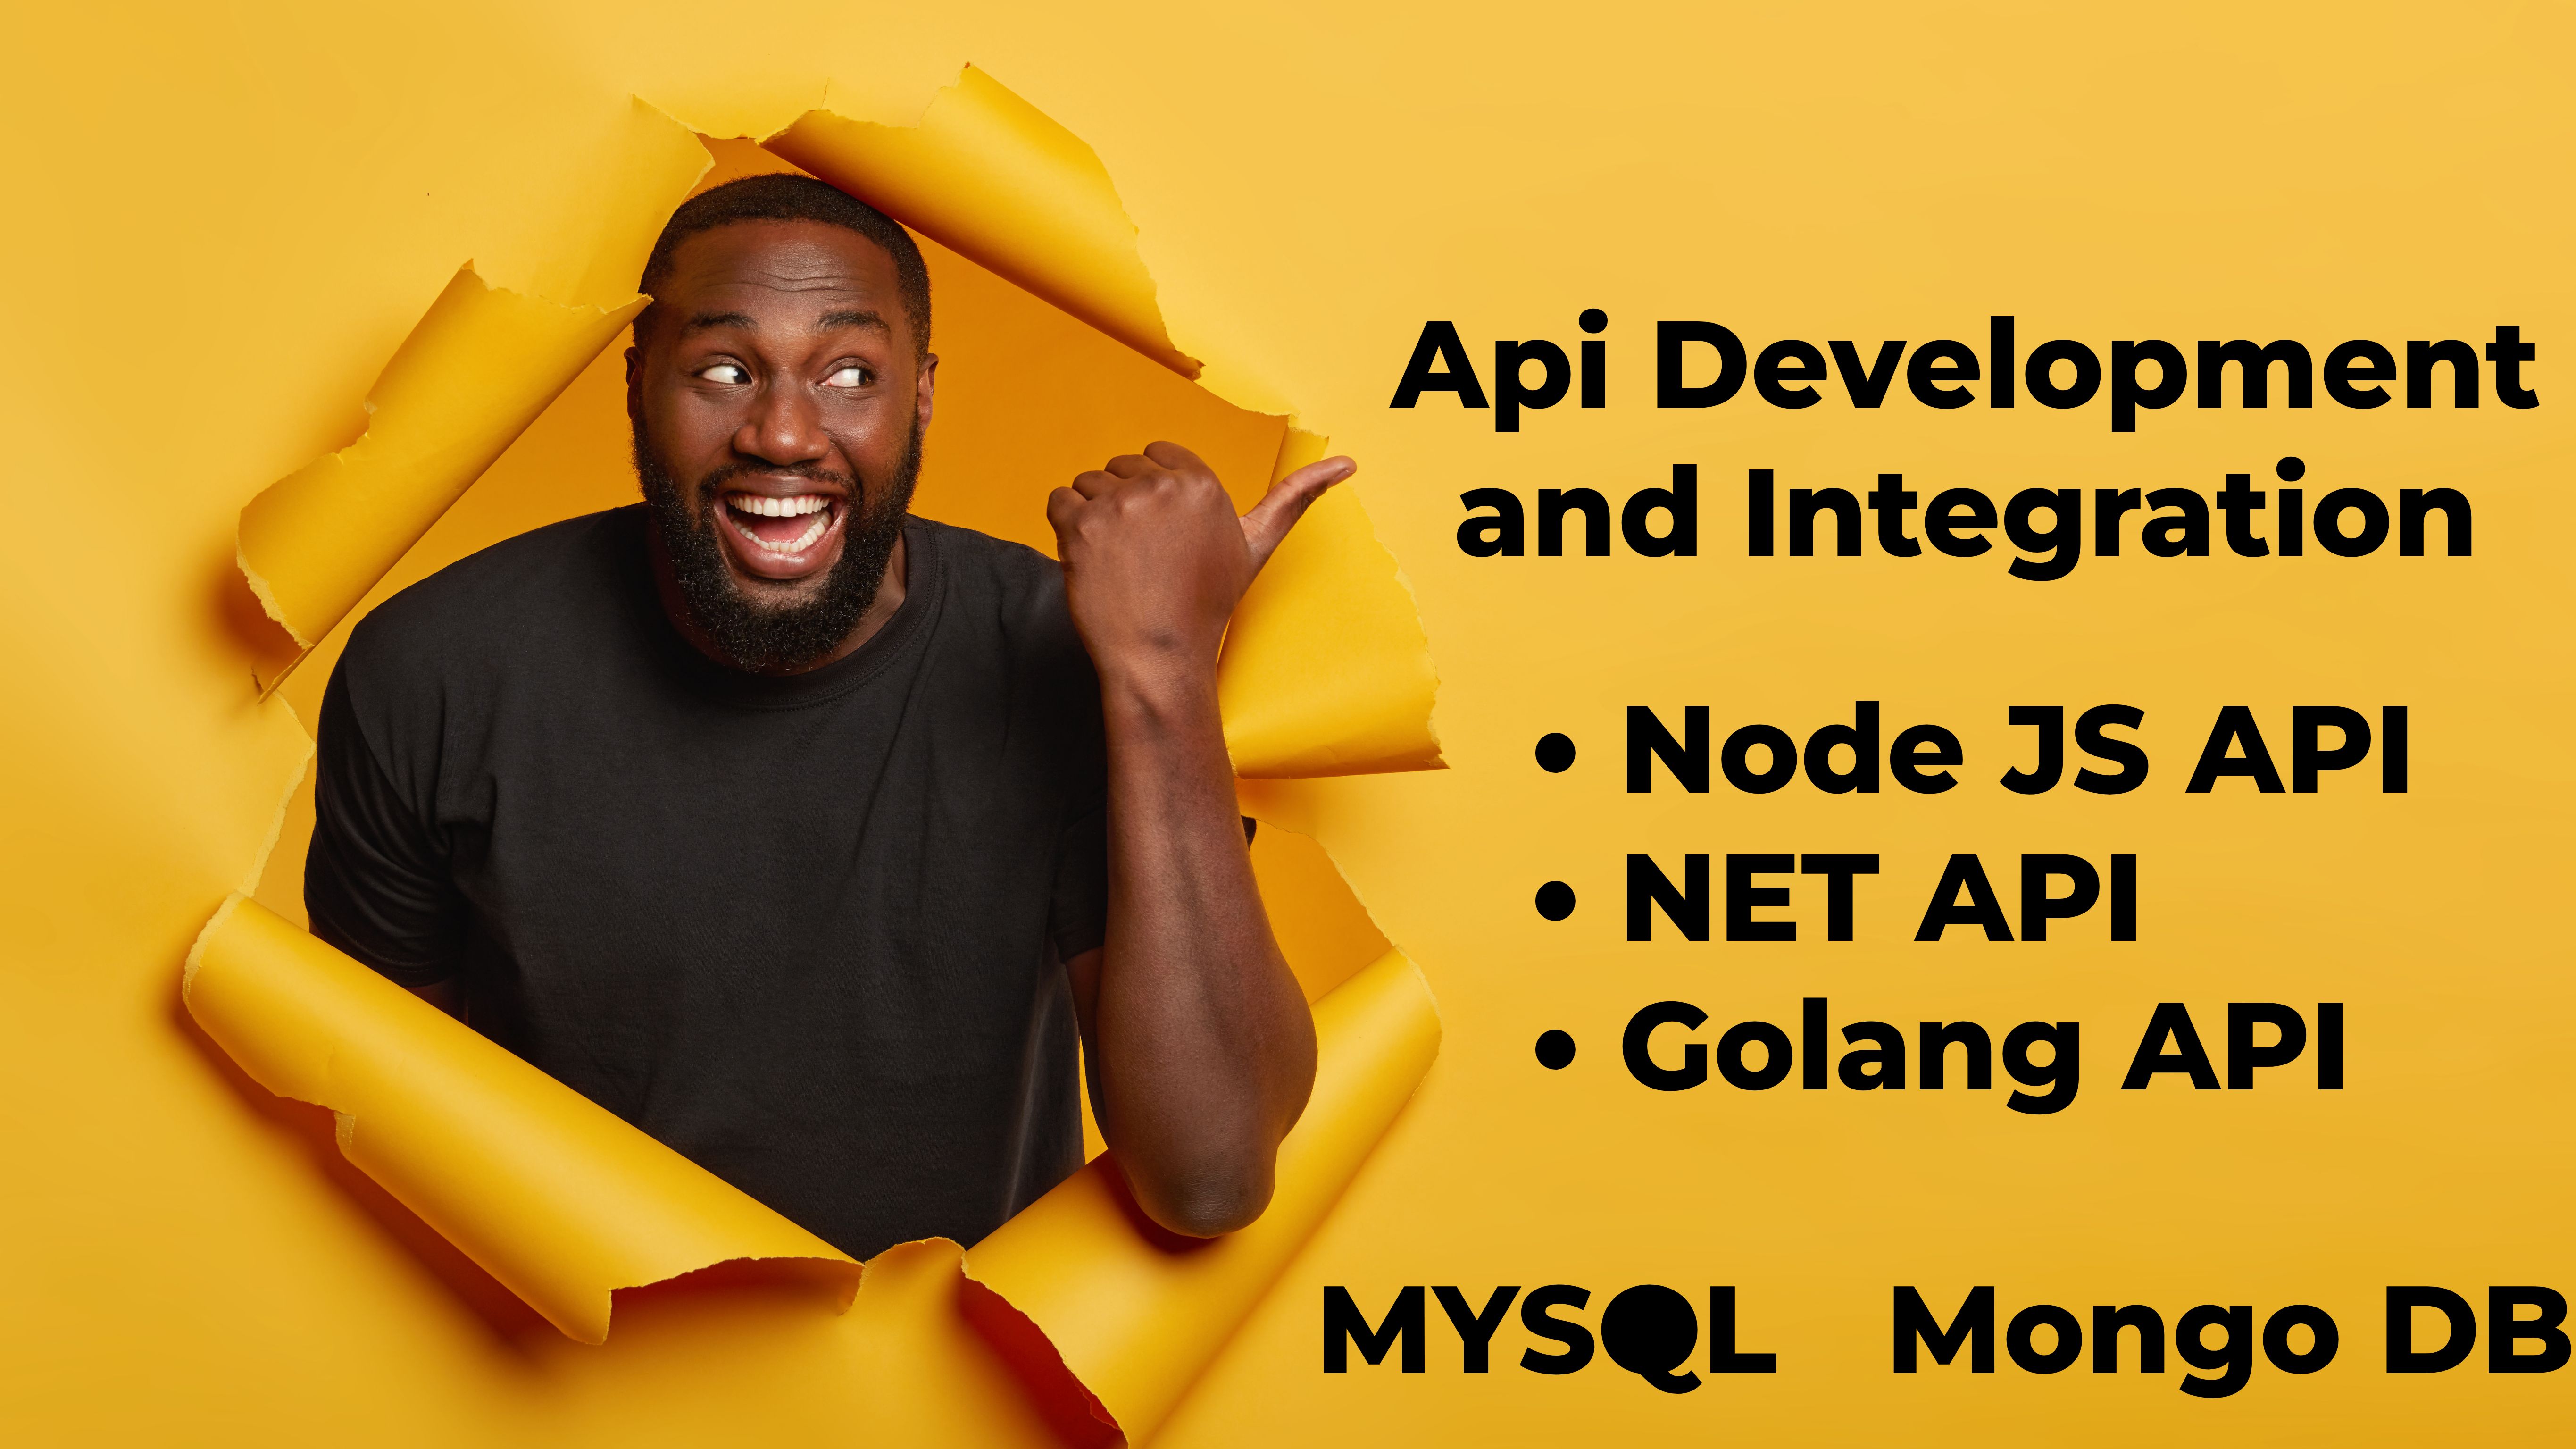 Api Development
and Integration
• Node JS API
• NET API
• Golang API
MYSQL Mongo DB